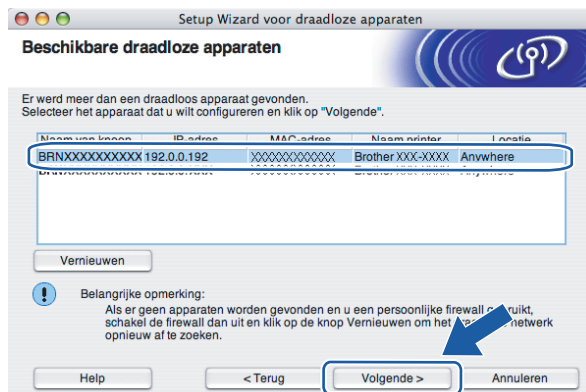 Setup Wizard voor draadloze apparaten
Beschikbare draadloze apparaten
Er werd meer dan een draadloos apparaat gevonden.
Selecteer het apparaat dat u wilt configureren en klik op "Volgende".
Naam van knoop IP-adres MAC-adres Naam printer Locatie
BRNXXXXXXXXXX 192.0.0.192 XXXXXXXXXXXX Brother XXX-XXXX Anywhere
Vernieuwen
Belangrijke opmerking:
Als er geen apparaten worden gevonden en u een persoonlijke firewall gebruikt,
schakel de firewall dan uit en klik op de knop Vernieuwen om het netwerk
opnieuw af te zoeken.
Help < Terug Volgende > Annuleren